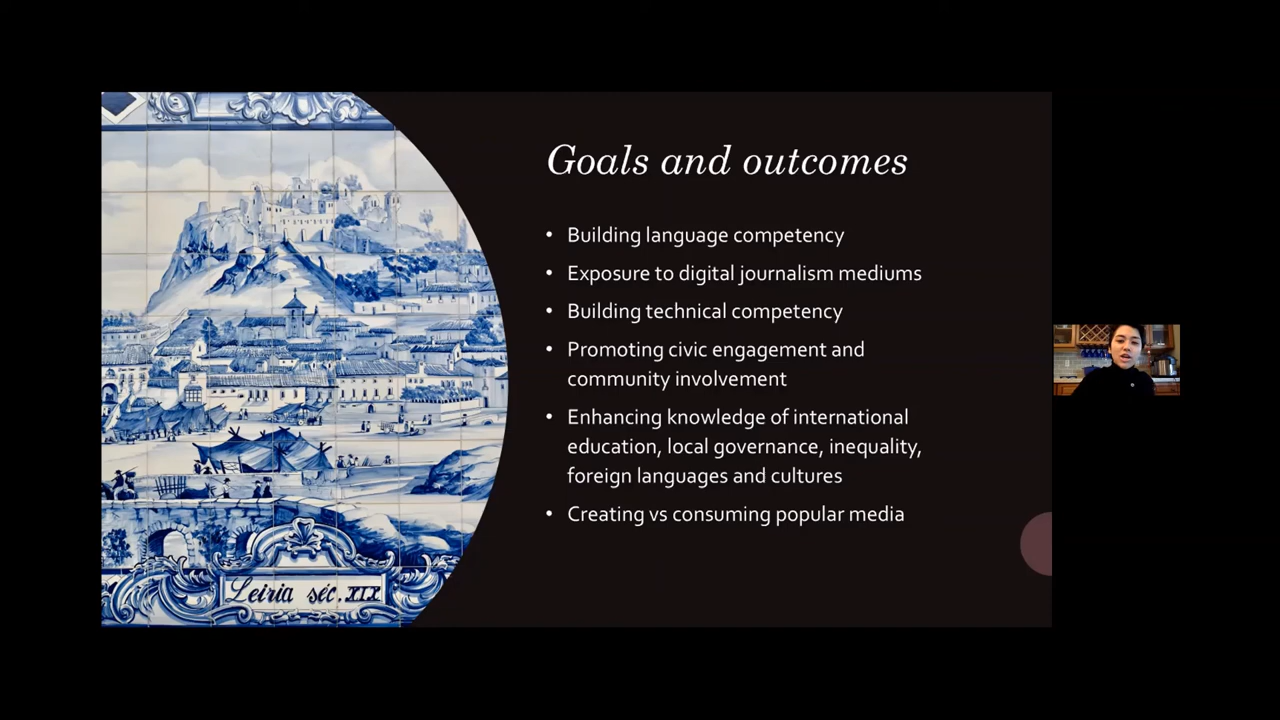 Goals and outcomes
• Building language competency
• Exposure to digital journalism mediums
• Building technical competency
• Promoting civic engagement and
community involvement
• Enhancing knowledge of international
education, local governance, inequality,
foreign languages and cultures
• Creating vs consuming popular media
Leiria séc. XIX